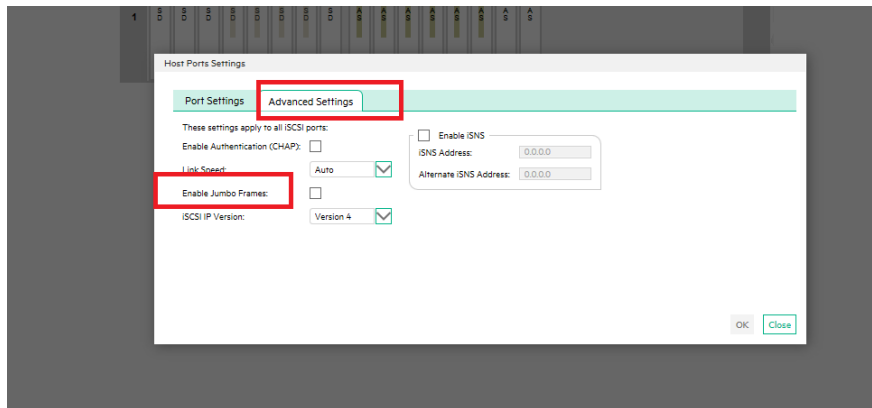 1
S D S D S D S D S D S D S D S D A S A S A S A S A S A S A S A S
Host Ports Settings
Port Settings Advanced Settings
These settings apply to all iSCSI ports:
Enable iSNS
Enable Authentication (CHAP):
iSNS Address: 0.0.0.0
Link Speed: Auto
Alternate iSNS Address: 0.0.0.0
Enable Jumbo Frames:
iSCSI IP Version: Version 4
OK Close